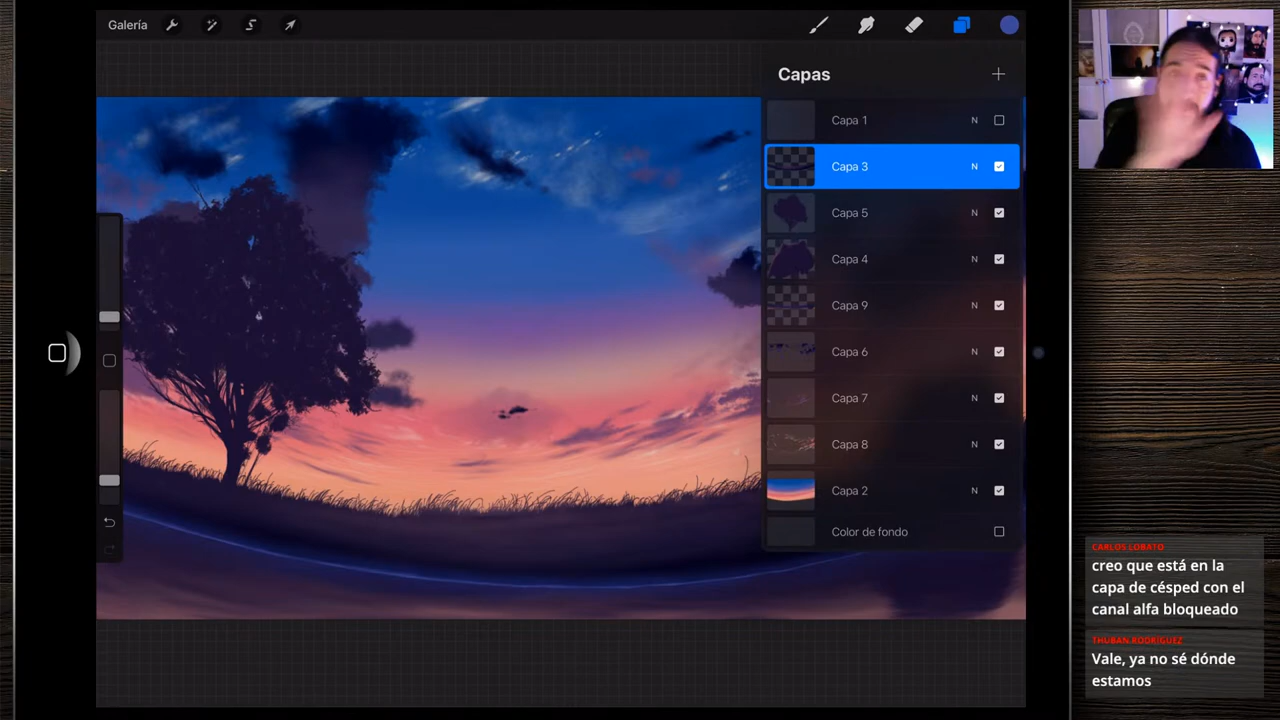 Galería
Capas
Capa 1 N
Capa 3 N
Capa 5 N
Capa 4 N
Capa 9 N
Capa 6 N
Capa 7 N
Capa 8 N
Capa 2 N
Color de fondo
CARLOS LOBATO
creo que está en la
capa de césped con el
canal alfa bloqueado
THUBAN RODRÍGUEZ
Vale, ya no sé dónde
estamos